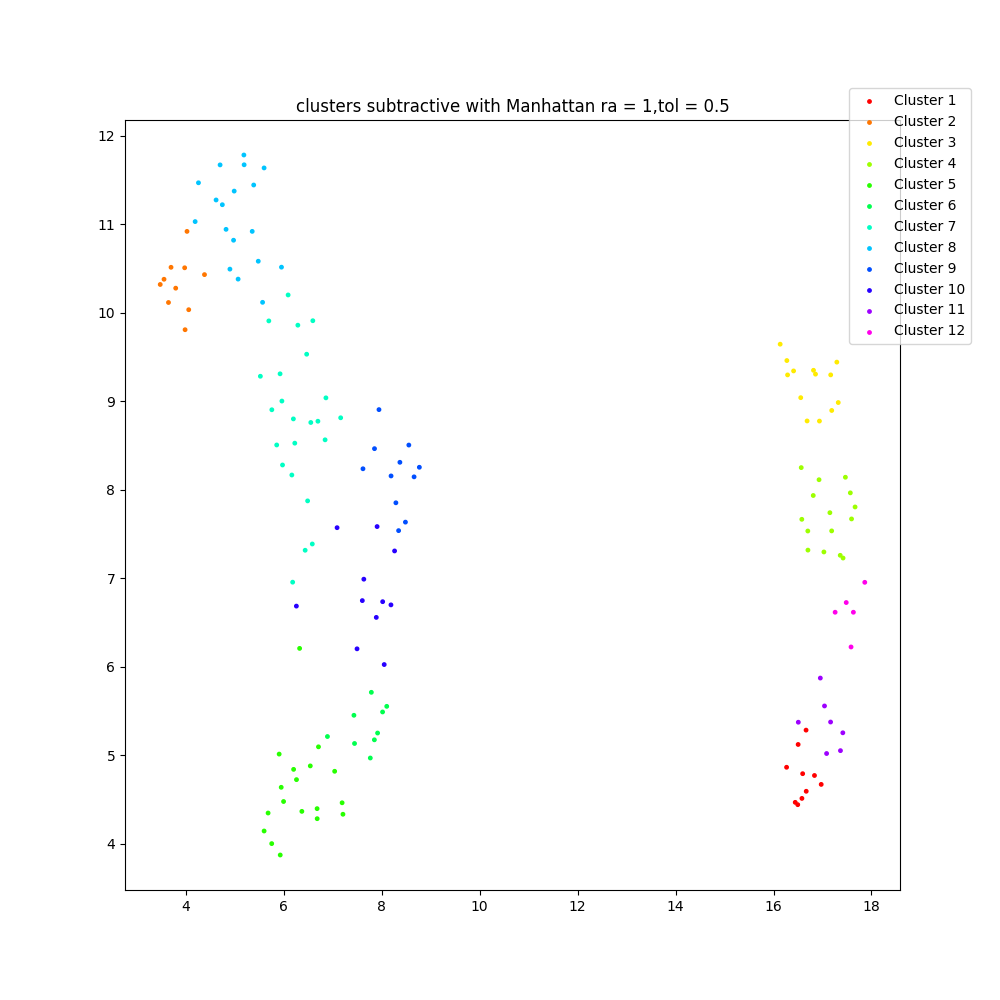 clusters subtractive with Manhattan ra = 1,tol = 0.5
Cluster 1
Cluster 2
Cluster 3
Cluster 4
Cluster 5
Cluster 6
Cluster 7
Cluster 8
Cluster 9
Cluster 10
Cluster 11
Cluster 12
12
11
10
9
8
7
6
5
4
4 6 8 10 12 14 16 18